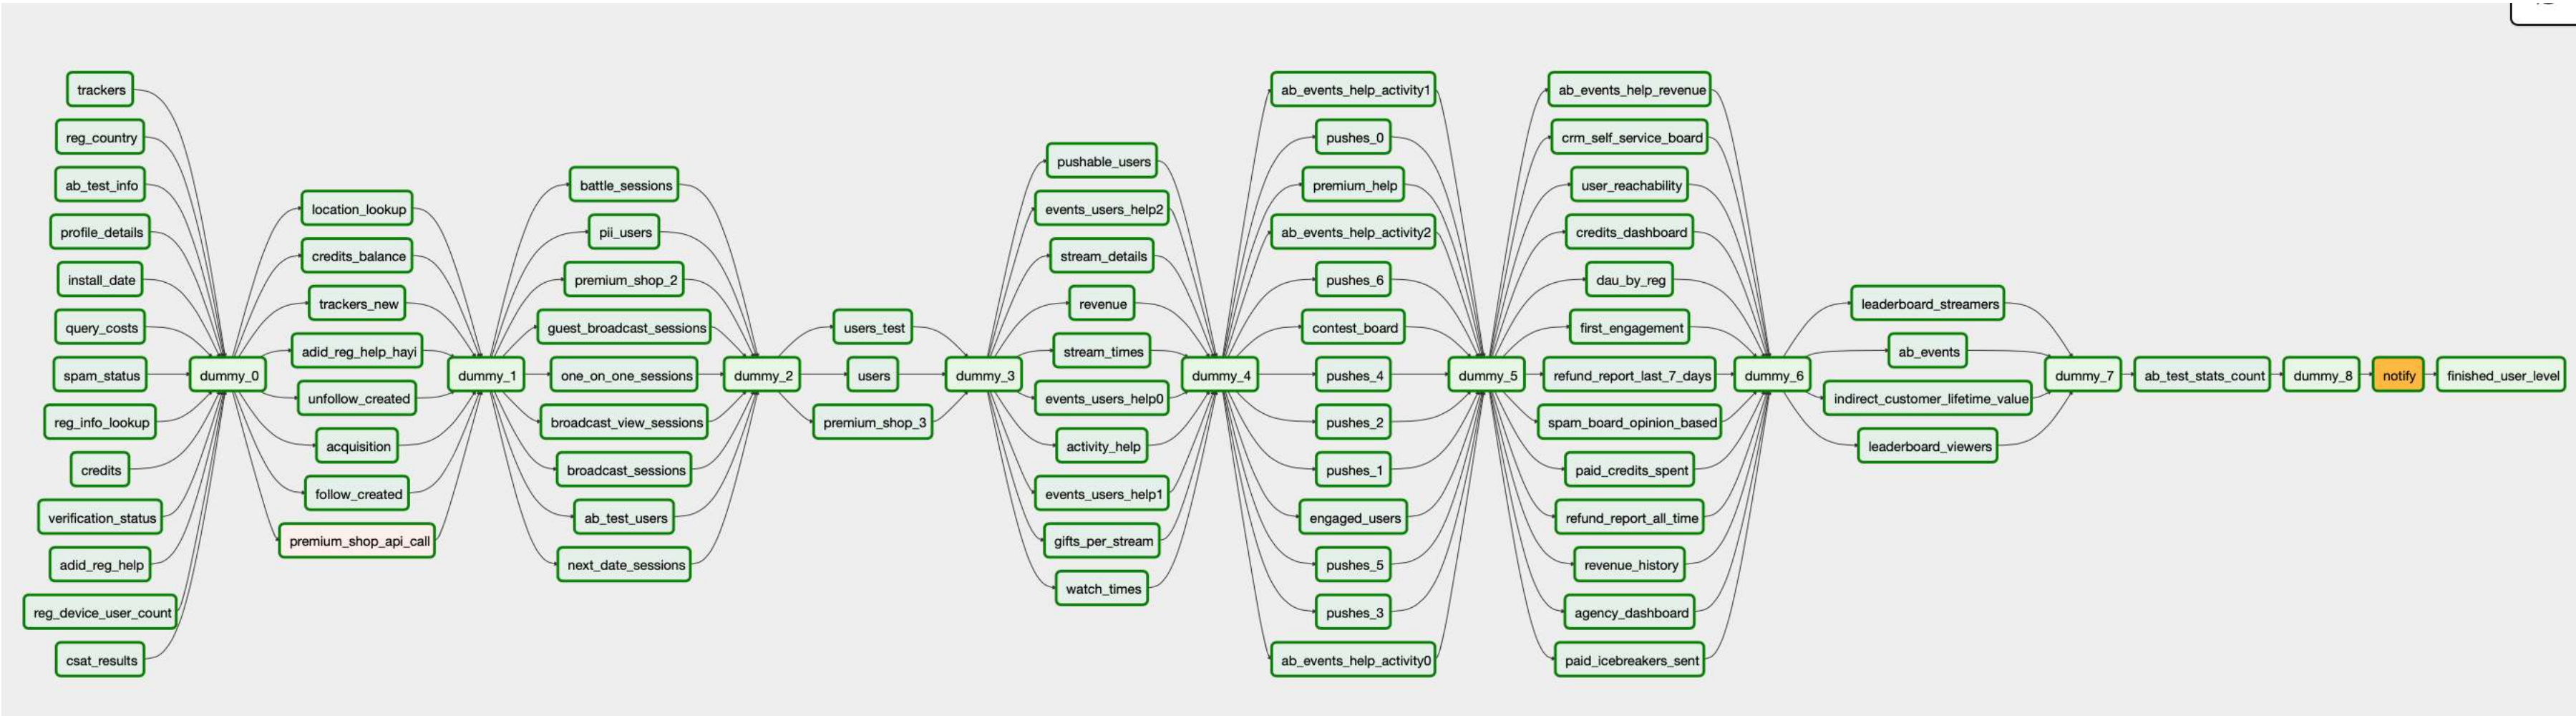 trackers
reg_country
ab_test_info
profile_details
install_date
query_costs
spam_status
reg_info_lookup
credits
verification_status
adid_reg_help
reg_device_user_count
csat_results
dummy_0
location_lookup
credits_balance
trackers_new
adid_reg_help_hayi
unfollow_created
acquisition
follow_created
premium_shop_api_call
dummy_1
battle_sessions
pii_users
premium_shop_2
guest_broadcast_sessions
one_on_one_sessions
broadcast_view_sessions
broadcast_sessions
ab_test_users
next_date_sessions
dummy_2
users_test
users
premium_shop_3
dummy_3
pushable_users
events_users_help2
stream_details
revenue
stream_times
events_users_help0
activity_help
events_users_help1
gifts_per_stream
watch_times
dummy_4
ab_events_help_activity1
pushes_0
premium_help
ab_events_help_activity2
pushes_6
contest_board
pushes_4
pushes_2
pushes_1
engaged_users
pushes_5
pushes_3
ab_events_help_activity0
dummy_5
ab_events_help_revenue
crm_self_service_board
user_reachability
credits_dashboard
dau_by_reg
first_engagement
refund_report_last_7_days
spam_board_opinion_based
paid_credits_spent
refund_report_all_time
revenue_history
agency_dashboard
paid_icebreakers_sent
dummy_6
leaderboard_streamers
ab_events
indirect_customer_lifetime_value
leaderboard_viewers
dummy_7
ab_test_stats_count
dummy_8
notify
finished_user_level